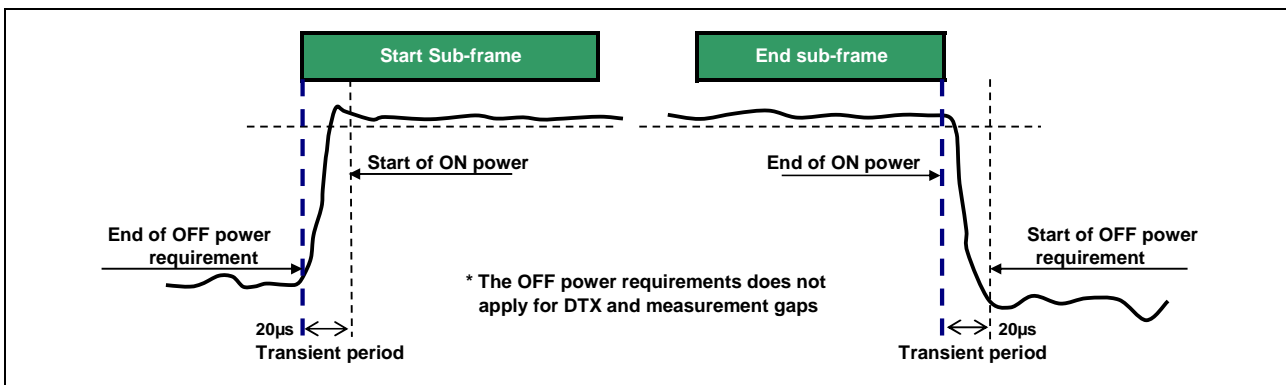 Start Sub-frame
End sub-frame
Start of ON power
End of ON power
End of OFF power
requirement
Start of OFF power
requirement
* The OFF power requirements does not
apply for DTX and measurement gaps
20µs
Transient period
20µs
Transient period